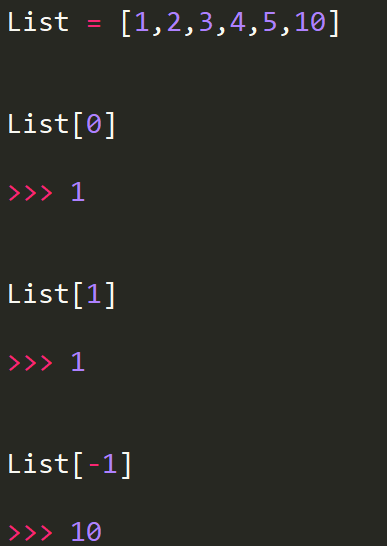 List = [1,2,3,4,5,10]
List[0]
>>> 1
List[1]
>>> 1
List[-1]
>>> 10